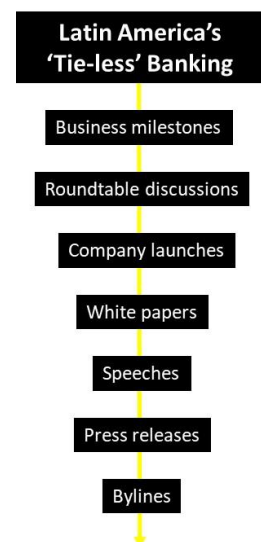 Latin America’s
‘Tie-less’ Banking
Business milestones
Roundtable discussions
Company launches
White papers
Speeches
Press releases
Bylines